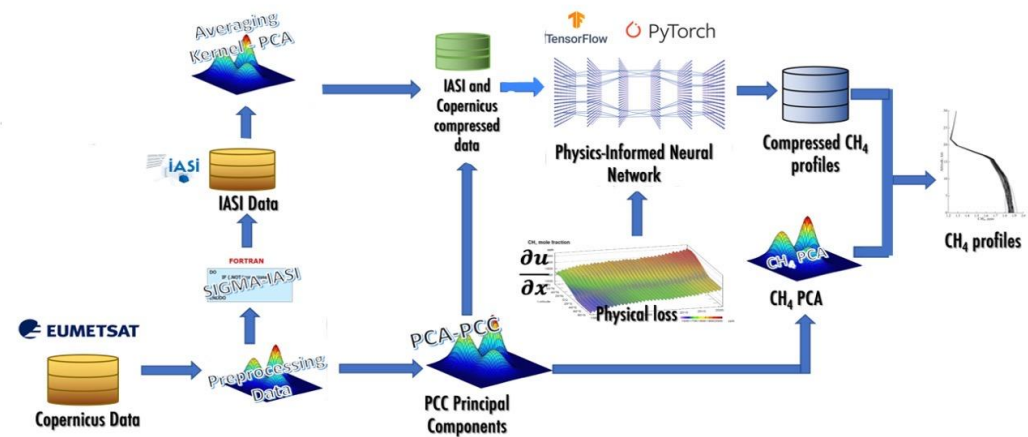 Averaging
Kernel - PCA
TensorFlow
PyTorch
IASI and
Copernicus
compressed
data
Physics-Informed Neural
Network
Compressed CH₄
profiles
iASi
IASI Data
FORTRAN
DO
SIGMA-IASI
CH₄ mole fraction
∂u
∂x
Physical loss
CH₄ PCA
CH₄ PCA
CH₄ profiles
EUMETSAT
Copernicus Data
Preprocessing
Data
PCA-PCC
PCC Principal
Components